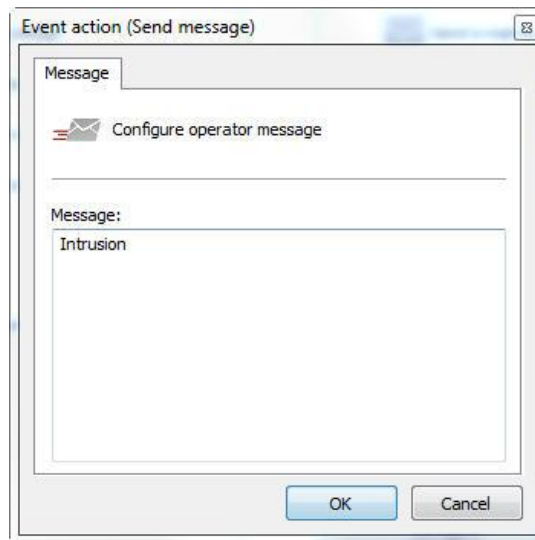 Event action (Send message)
Message
Configure operator message
Message:
Intrusion
OK
Cancel